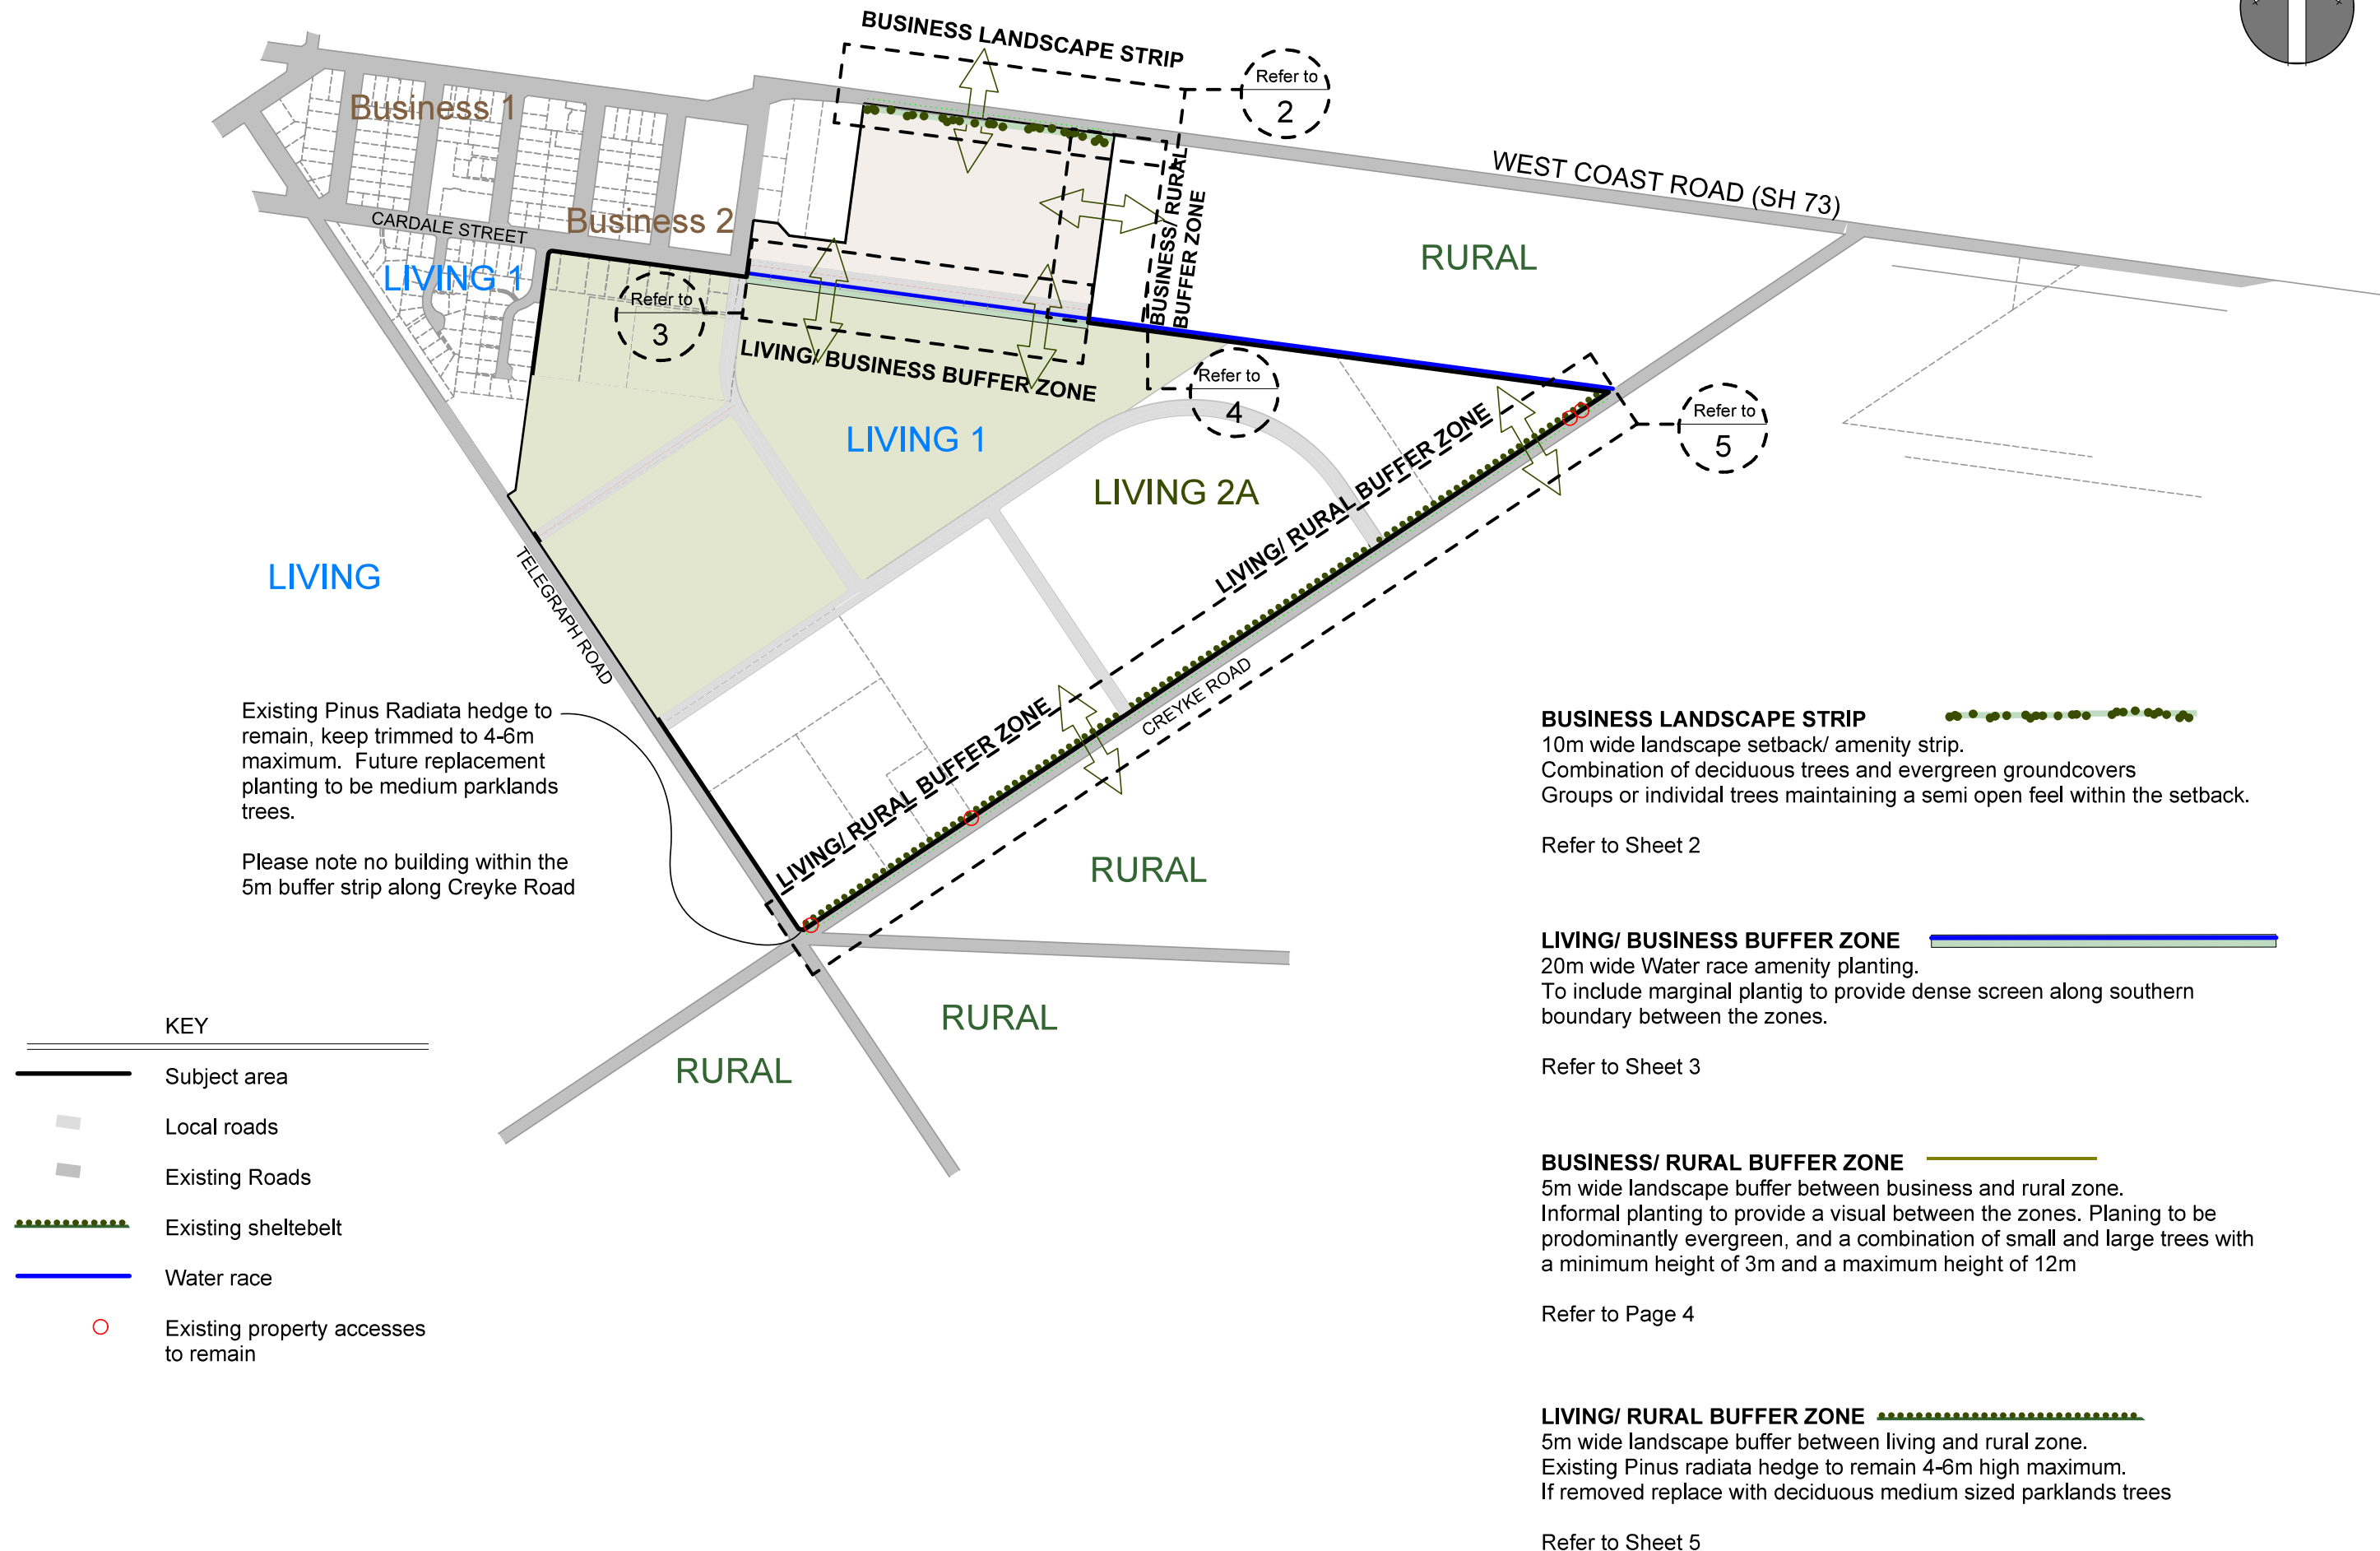 BUSINESS LANDSCAPE STRIP
Refer to
2
Business 1
WEST COAST ROAD (SH 73)
BUSINESS/ RURAL
BUFFER ZONE
CARDALE STREET
Business 2
RURAL
LIVING 1
Refer to
3
LIVING/ BUSINESS BUFFER ZONE
Refer to
4
Refer to
5
LIVING 1
LIVING 2A
LIVING/ RURAL BUFFER ZONE
LIVING
TELEGRAPH ROAD
CREYKE ROAD
LIVING/ RURAL BUFFER ZONE
RURAL
RURAL
RURAL
Existing Pinus Radiata hedge to
remain, keep trimmed to 4-6m
maximum.  Future replacement
planting to be medium parklands
trees.
Please note no building within the
5m buffer strip along Creyke Road
KEY
Subject area
Local roads
Existing Roads
Existing sheltebelt
Water race
Existing property accesses
to remain
BUSINESS LANDSCAPE STRIP
10m wide landscape setback/ amenity strip.
Combination of deciduous trees and evergreen groundcovers
Groups or individal trees maintaining a semi open feel within the setback.
Refer to Sheet 2
LIVING/ BUSINESS BUFFER ZONE
20m wide Water race amenity planting.
To include marginal plantig to provide dense screen along southern
boundary between the zones.
Refer to Sheet 3
BUSINESS/ RURAL BUFFER ZONE
5m wide landscape buffer between business and rural zone.
Informal planting to provide a visual between the zones. Planing to be
prodominantly evergreen, and a combination of small and large trees with
a minimum height of 3m and a maximum height of 12m
Refer to Page 4
LIVING/ RURAL BUFFER ZONE
5m wide landscape buffer between living and rural zone.
Existing Pinus radiata hedge to remain 4-6m high maximum.
If removed replace with deciduous medium sized parklands trees
Refer to Sheet 5